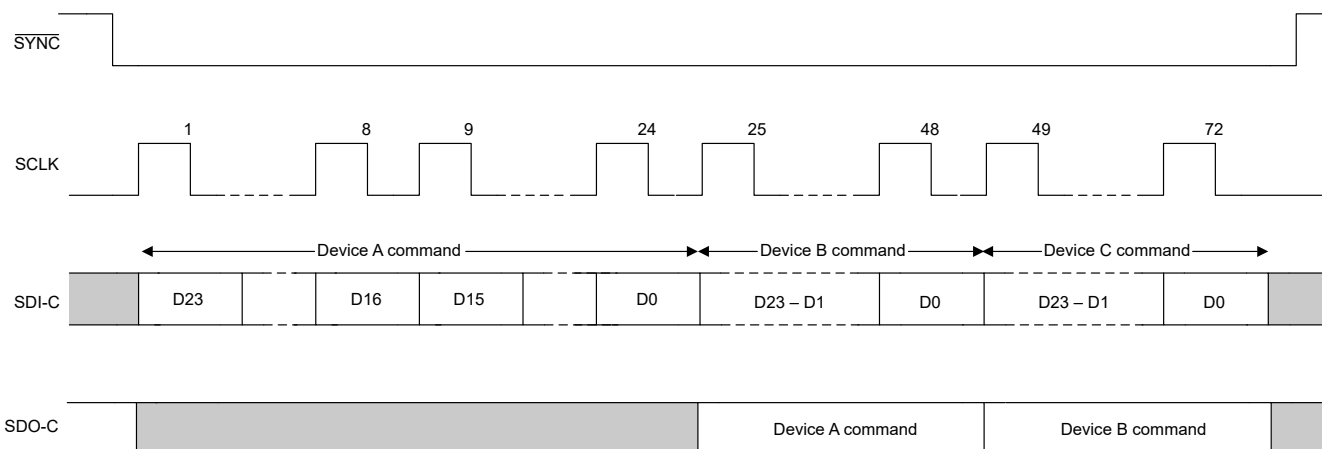 SYNC
1 8 9 24 25 48 49 72
SCLK
Device A command Device B command Device C command
SDI-C D23 D16 D15 D0 D23 – D1 D0 D23 – D1 D0
SDO-C Device A command Device B command